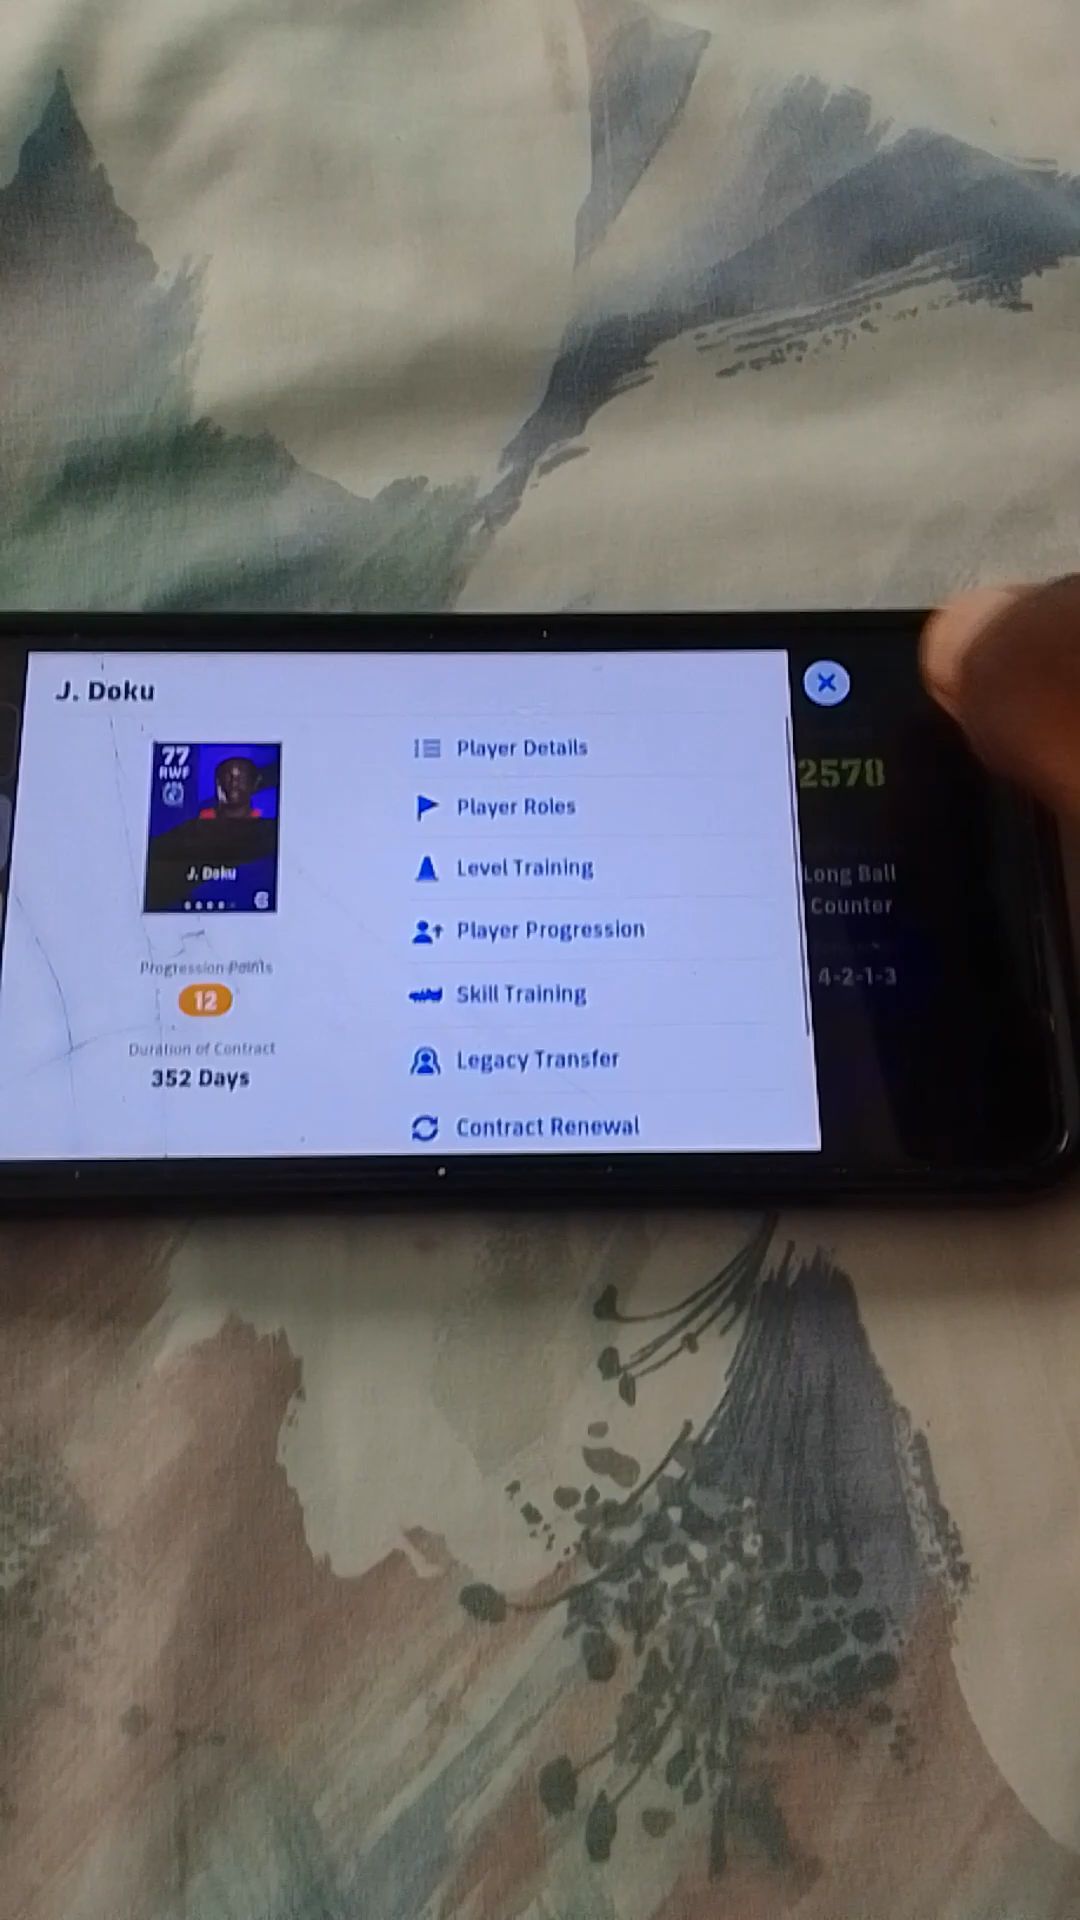 J. Doku
77
RWF
J. Doku
Progression Points
12
Duration of Contract
352 Days
Player Details
Player Roles
Level Training
Player Progression
Skill Training
Legacy Transfer
Contract Renewal
2578
Long Ball
Counter
4-2-1-3